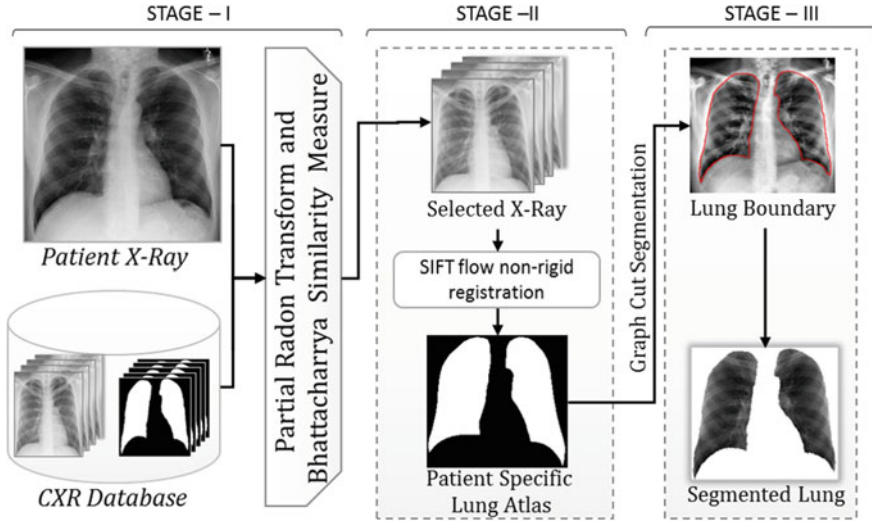 STAGE – I
STAGE –II
STAGE – III
Patient X-Ray
CXR Database
Partial Radon Transform and
Bhattacharrya Similarity Measure
Selected X-Ray
SIFT flow non-rigid
registration
Patient Specific
Lung Atlas
Graph Cut Segmentation
Lung Boundary
Segmented Lung